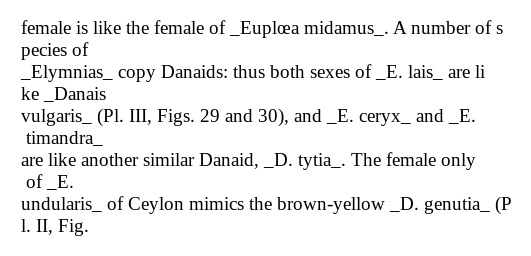 female is like the female of _Euplœa midamus_. A number of s
pecies of
_Elymnias_ copy Danaids: thus both sexes of _E. lais_ are li
ke _Danais
vulgaris_ (Pl. III, Figs. 29 and 30), and _E. ceryx_ and _E.
 timandra_
are like another similar Danaid, _D. tytia_. The female only
 of _E.
undularis_ of Ceylon mimics the brown-yellow _D. genutia_ (P
l. II, Fig.